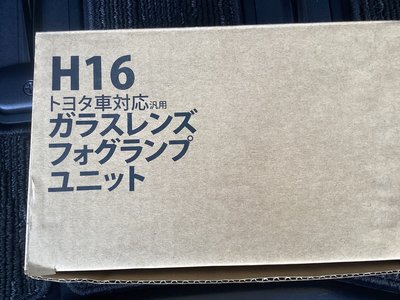 H16
トヨタ車対応汎用
ガラスレンズ
フォグランプ
ユニット